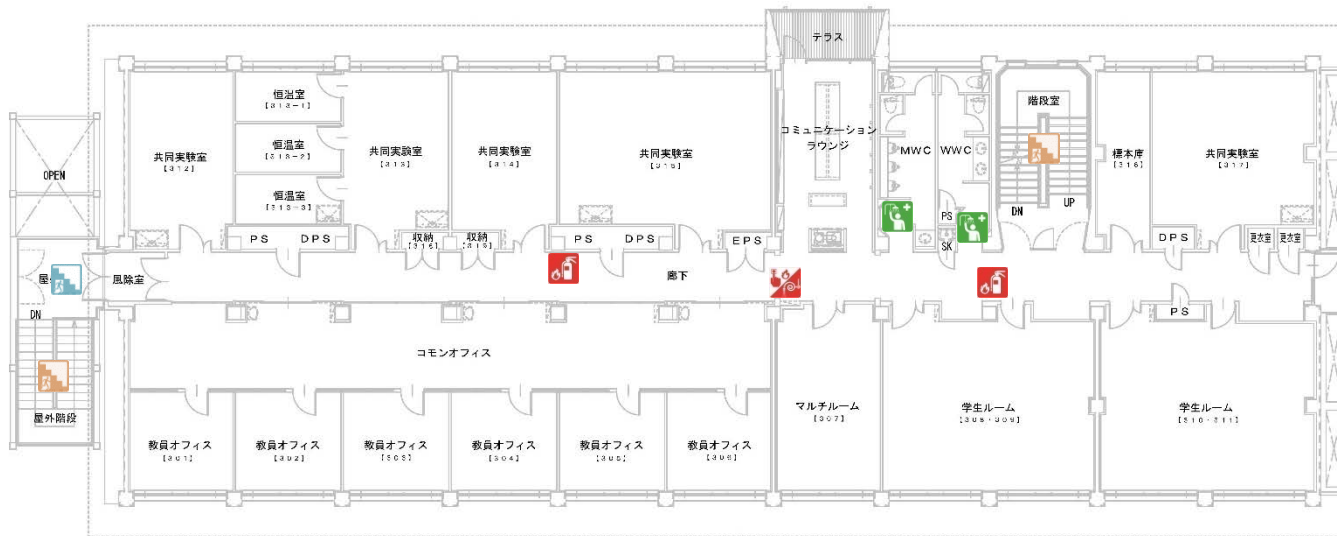 テラス
恒温室
[313-1]
階段室
コミュニケーション
ラウンジ
共同実験室
[312]
恒温室
[313-2]
共同実験室
[313]
共同実験室
[314]
共同実験室
[315]
MWC
WWC
標本庫
[316]
共同実験室
[317]
OPEN
恒温室
[313-3]
PS
DN
UP
PS
DPS
収納
収納
PS
DPS
EPS
SK
DPS
更衣室
更衣室
風除室
廊下
DN
PS
コモンオフィス
屋外階段
マルチルーム
[307]
学生ルーム
[308・309]
学生ルーム
[310・311]
教員オフィス
[301]
教員オフィス
[302]
教員オフィス
[303]
教員オフィス
[304]
教員オフィス
[305]
教員オフィス
[306]